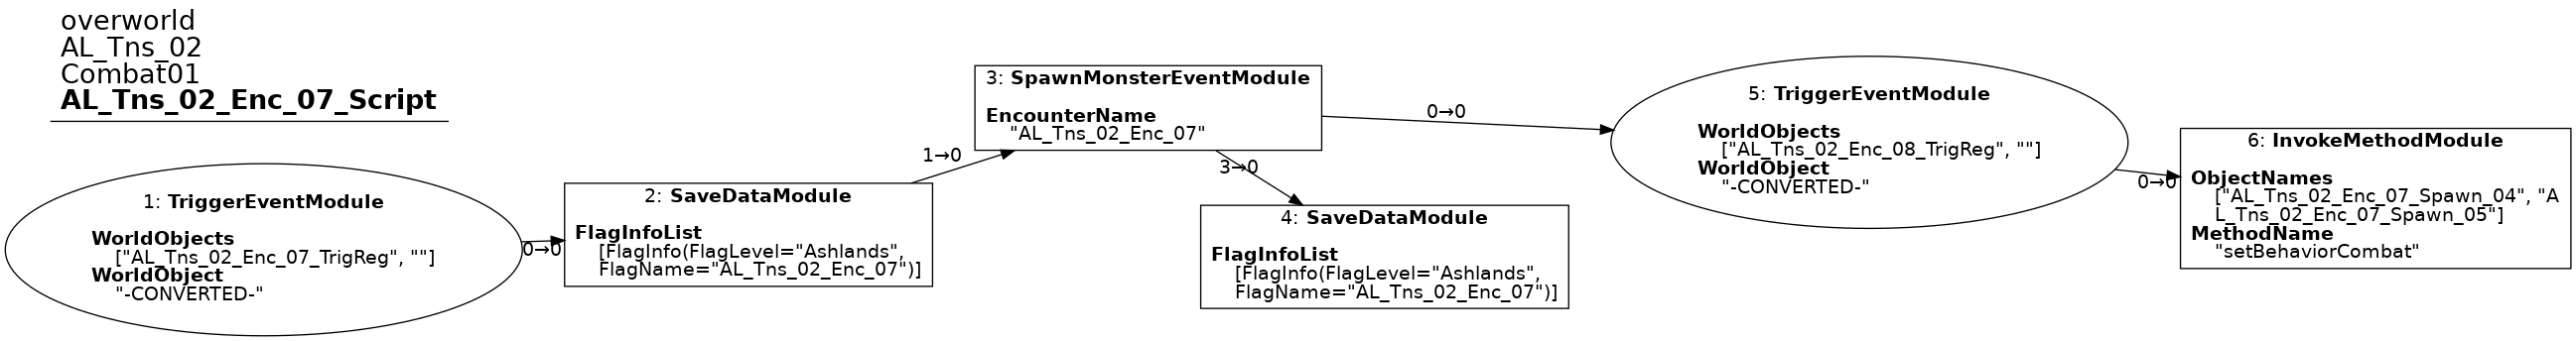 overworld
AL_Tns_02
Combat01
AL_Tns_02_Enc_07_Script
1: TriggerEventModule
WorldObjects
["AL_Tns_02_Enc_07_TrigReg", ""]
WorldObject
"-CONVERTED-"
0→0
2: SaveDataModule
FlagInfoList
[FlagInfo(FlagLevel="Ashlands",
FlagName="AL_Tns_02_Enc_07")]
1→0
3: SpawnMonsterEventModule
EncounterName
"AL_Tns_02_Enc_07"
3→0
4: SaveDataModule
FlagInfoList
[FlagInfo(FlagLevel="Ashlands",
FlagName="AL_Tns_02_Enc_07")]
0→0
5: TriggerEventModule
WorldObjects
["AL_Tns_02_Enc_08_TrigReg", ""]
WorldObject
"-CONVERTED-"
0→0
6: InvokeMethodModule
ObjectNames
["AL_Tns_02_Enc_07_Spawn_04", "A
L_Tns_02_Enc_07_Spawn_05"]
MethodName
"setBehaviorCombat"